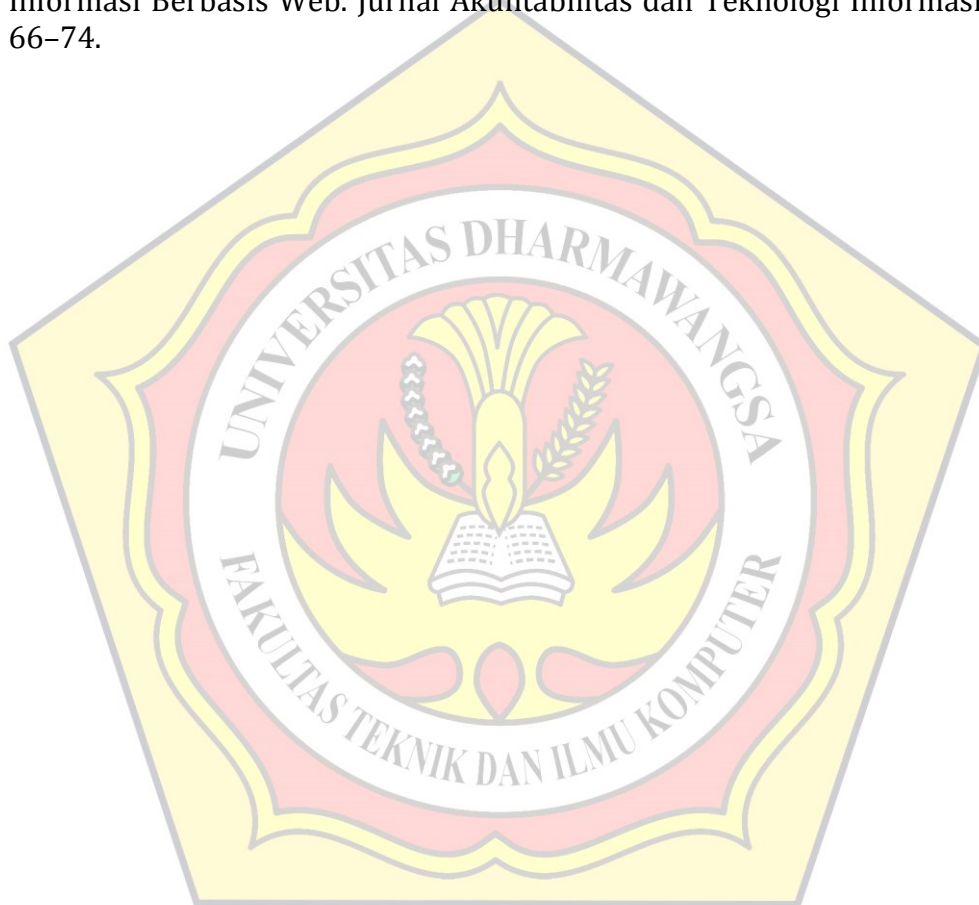 Informasi Berbasis Web. Jurnal Akuntabilitas dan Teknologi Informasi
66–74.
UNIVERSITAS DHARMAWANGSA
FAKULTAS TEKNIK DAN ILMU KOMPUTER